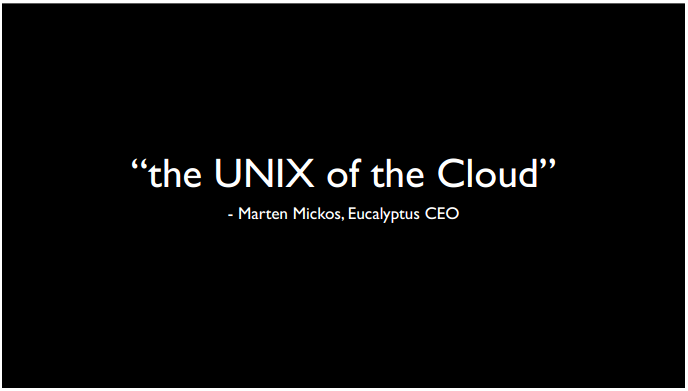 “the UNIX of the Cloud”
- Marten Mickos, Eucalyptus CEO